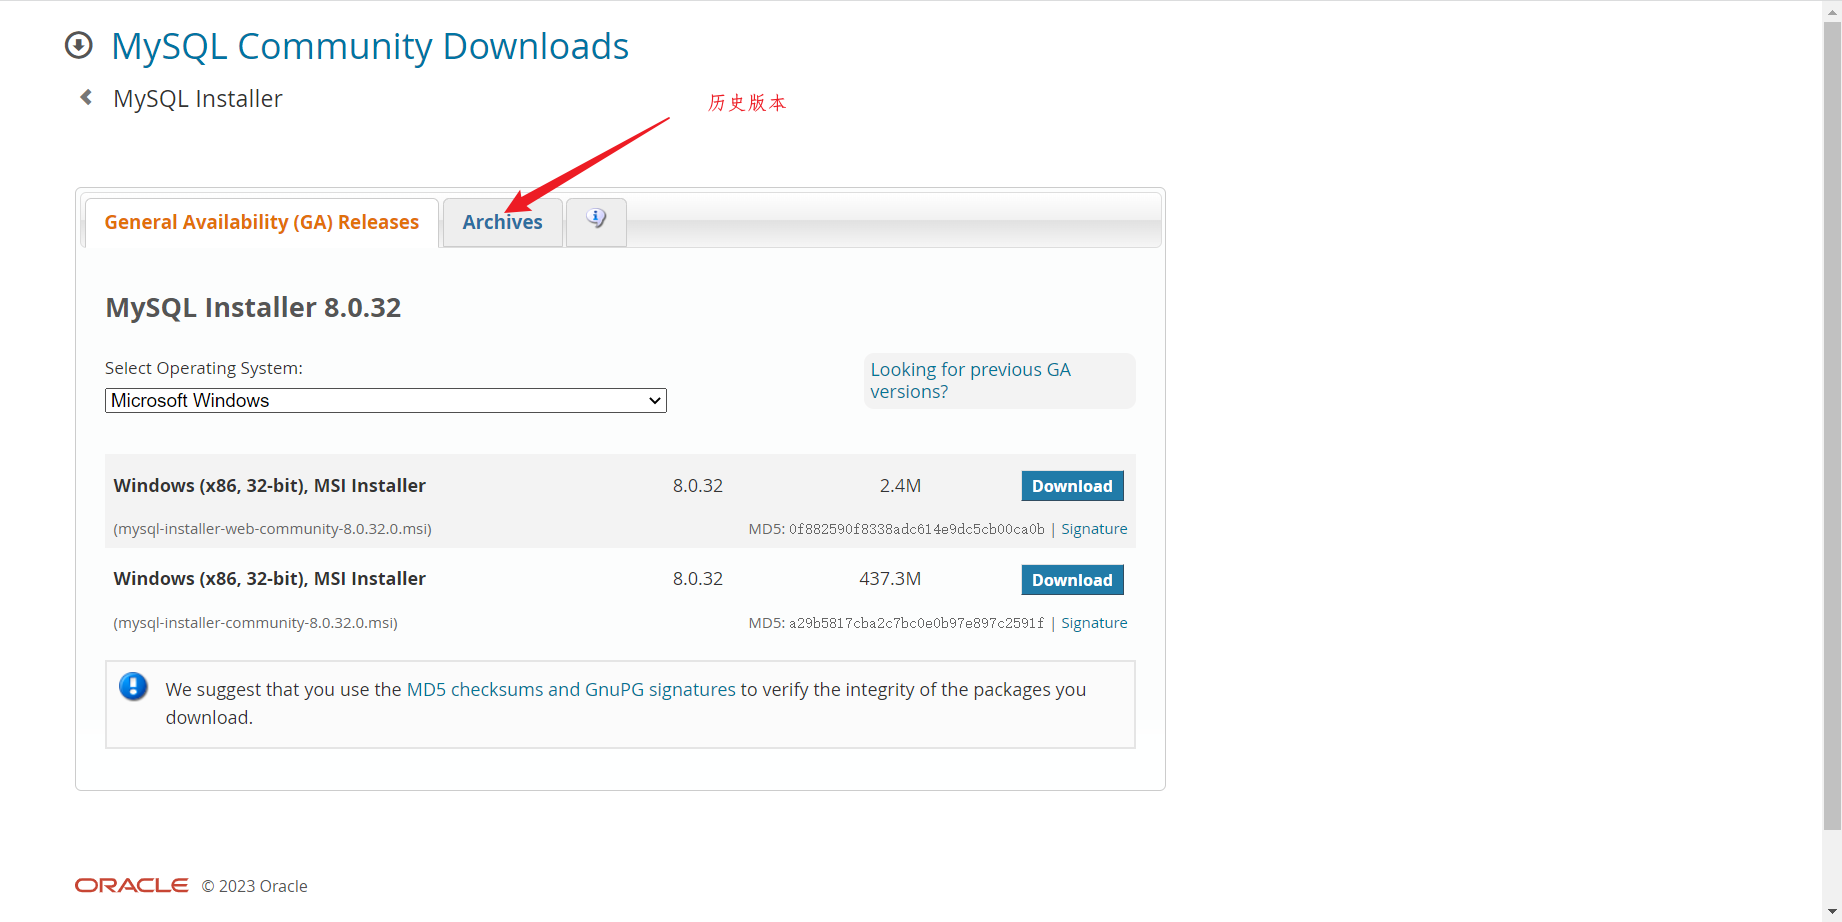 MySQL Community Downloads
MySQL Installer
历史版本
General Availability (GA) Releases
Archives
MySQL Installer 8.0.32
Select Operating System:
Looking for previous GA
versions?
Microsoft Windows
Windows (x86, 32-bit), MSI Installer 8.0.32 2.4M Download
(mysql-installer-web-community-8.0.32.0.msi) MD5: 0f882590f8338adc614e9dc5cb00ca0b | Signature
Windows (x86, 32-bit), MSI Installer 8.0.32 437.3M Download
(mysql-installer-community-8.0.32.0.msi) MD5: a29b5817cba2c7bc0e0b97e897c2591f | Signature
We suggest that you use the MD5 checksums and GnuPG signatures to verify the integrity of the packages you
download.
ORACLE © 2023 Oracle